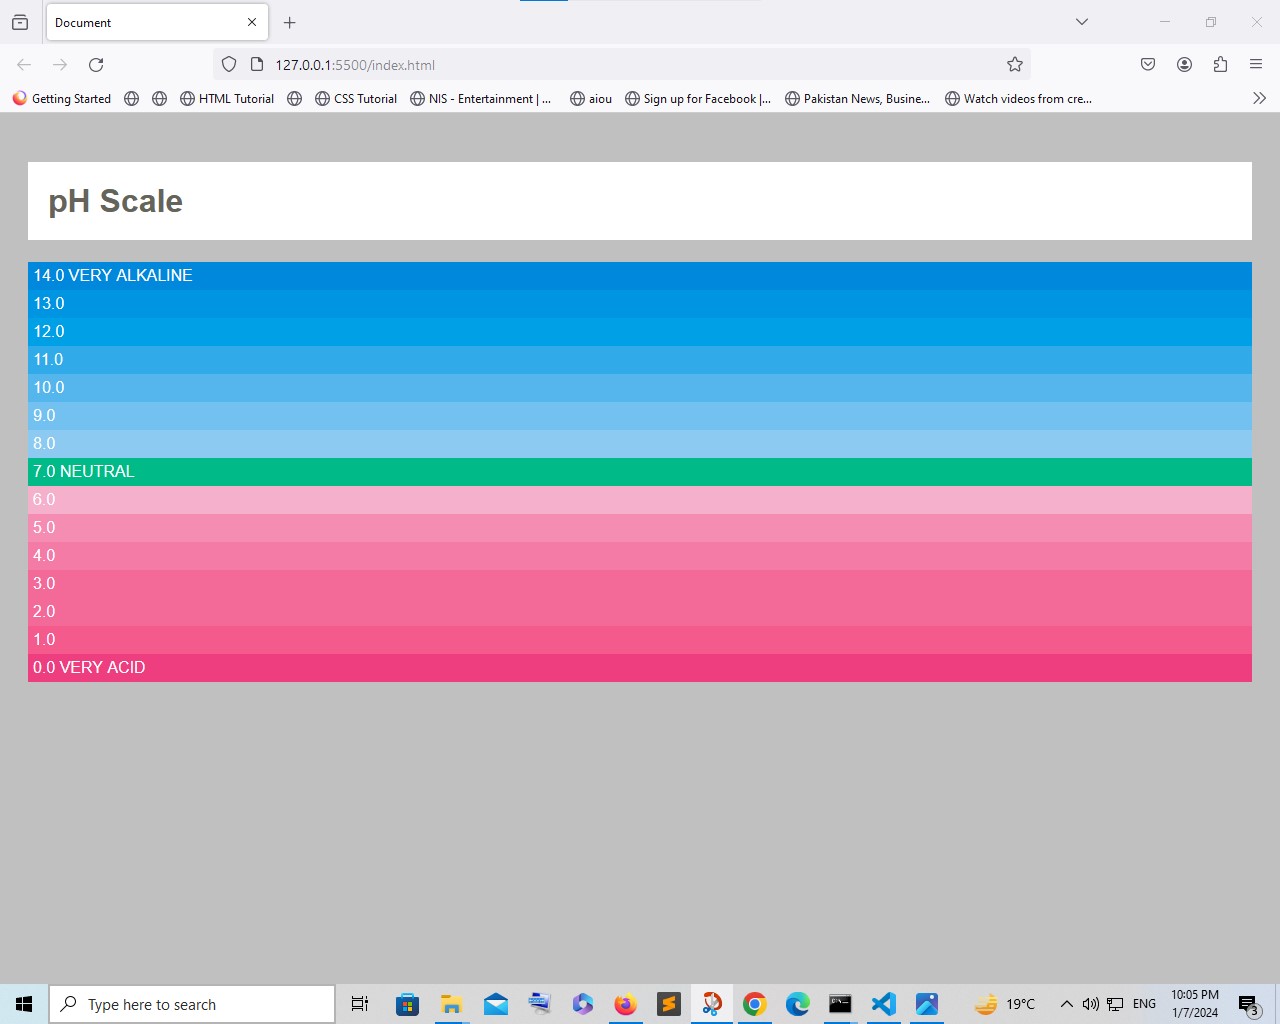 Document
127.0.0.1:5500/index.html
Getting Started HTML Tutorial CSS Tutorial NIS - Entertainment | ... aiou Sign up for Facebook |... Pakistan News, Busine... Watch videos from cre...
pH Scale
14.0 VERY ALKALINE
13.0
12.0
11.0
10.0
9.0
8.0
7.0 NEUTRAL
6.0
5.0
4.0
3.0
2.0
1.0
0.0 VERY ACID
Type here to search 19°C ENG 10:05 PM
1/7/2024 3